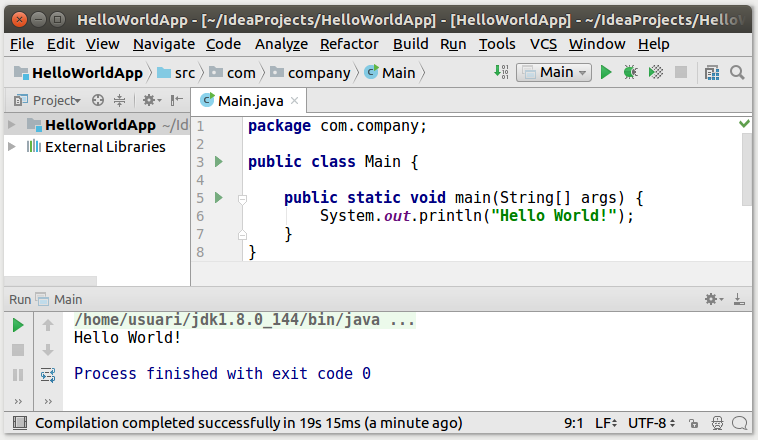 HelloWorldApp - [~/IdeaProjects/HelloWorldApp] - [HelloWorldApp] - ~/IdeaProjects/HelloW
File Edit View Navigate Code Analyze Refactor Build Run Tools VCS Window Help
HelloWorldApp src com company Main Main
Project Main.java
HelloWorldApp ~/Id
External Libraries
1 package com.company;
2
3 public class Main {
4
5 public static void main(String[] args) {
6 System.out.println("Hello World!");
7 }
8 }
Run Main
/home/usuari/jdk1.8.0_144/bin/java ...
Hello World!
Process finished with exit code 0
Compilation completed successfully in 19s 15ms (a minute ago) 9:1 LF UTF-8